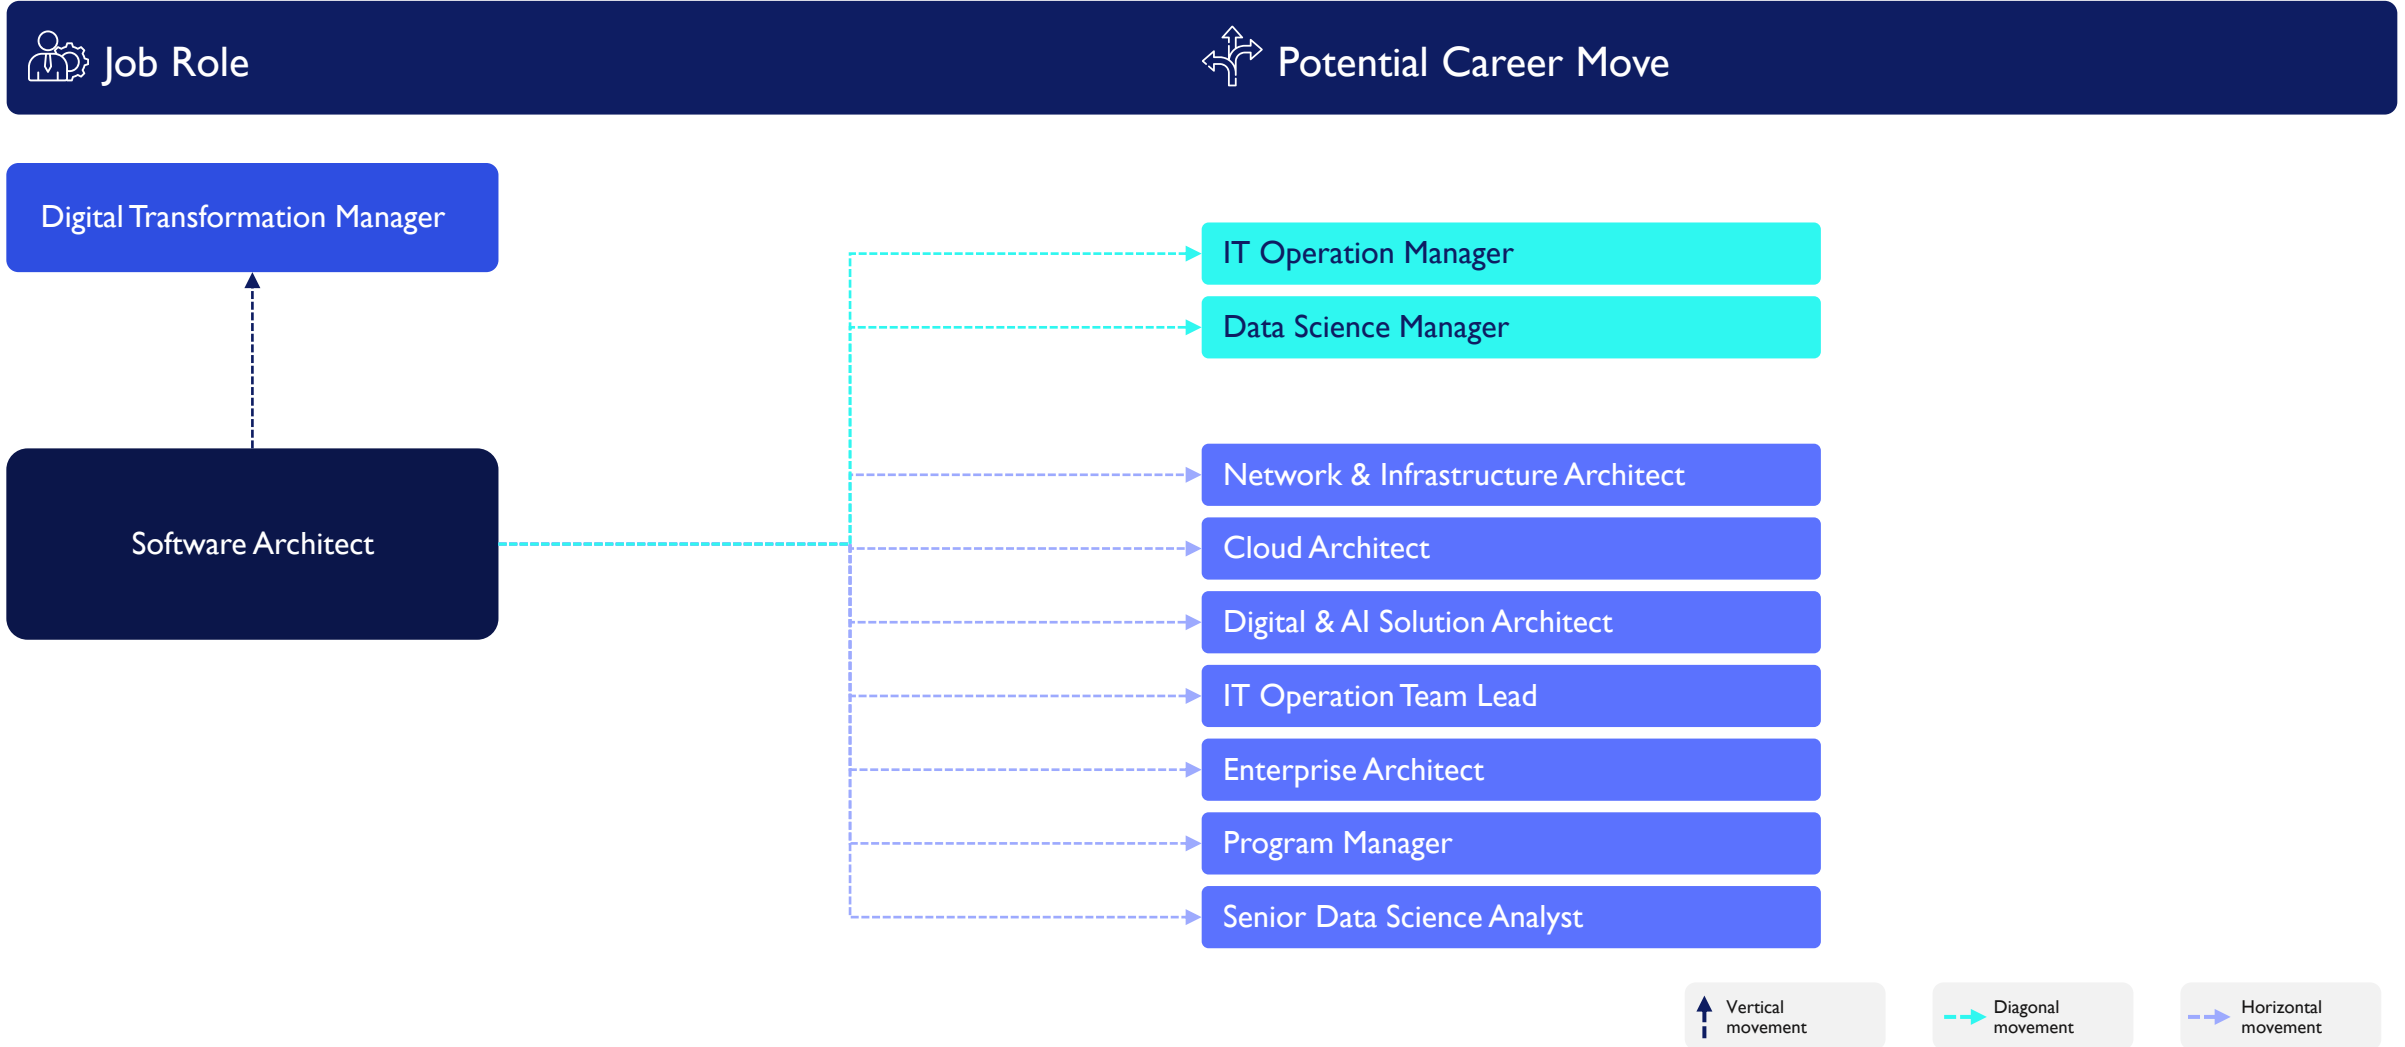 Job Role
Potential Career Move
Digital Transformation Manager
IT Operation Manager
Data Science Manager
Network & Infrastructure Architect
Software Architect
Cloud Architect
Digital & AI Solution Architect
IT Operation Team Lead
Enterprise Architect
Program Manager
Senior Data Science Analyst
Vertical
movement
Diagonal
movement
Horizontal
movement